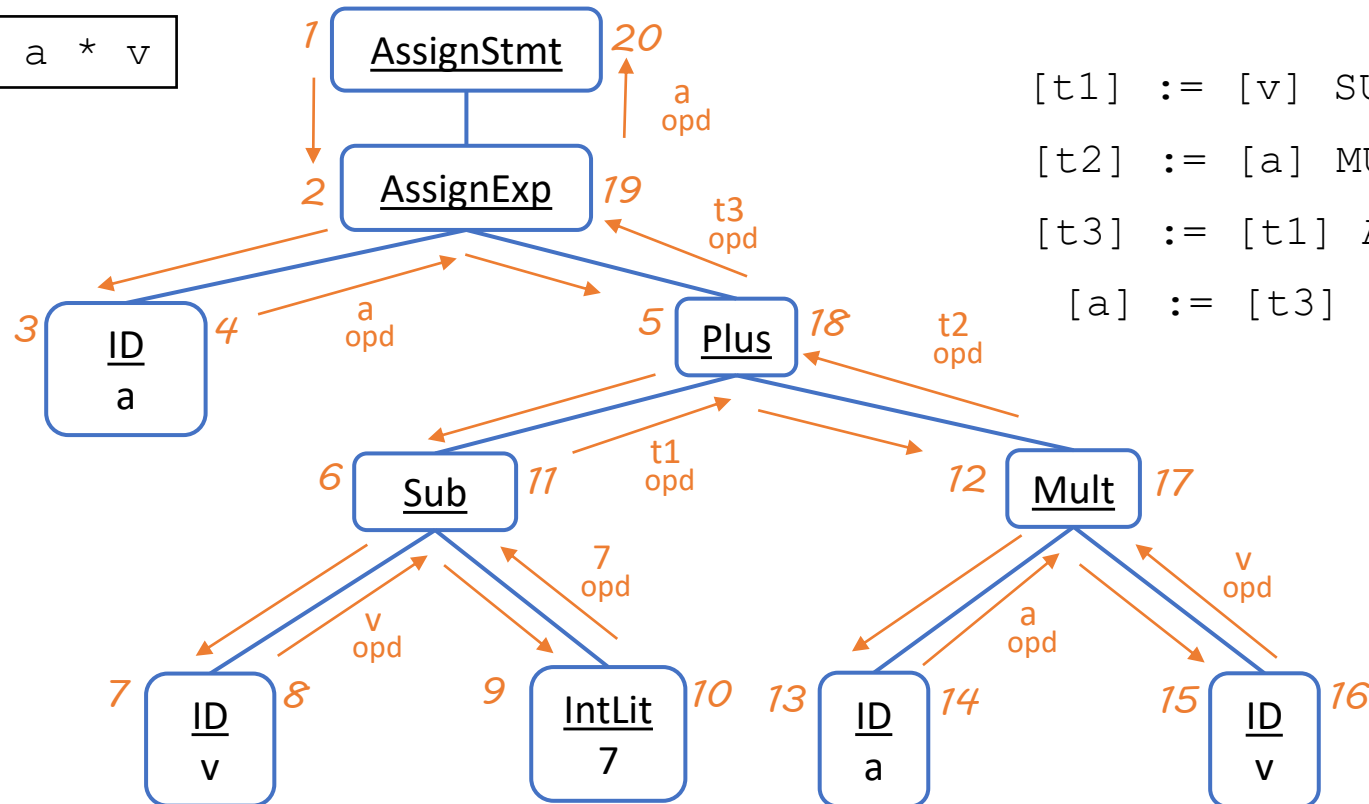 a * v
1
AssignStmt
20
a
opd
2
AssignExp
19
t3
opd
3
ID
a
4
a
opd
5
Plus
18
t2
opd
6
Sub
11
t1
opd
12
Mult
17
7
ID
v
8
v
opd
9
IntLit
7
10
7
opd
13
ID
a
14
a
opd
15
ID
v
16
v
opd
[t1] := [v] SU
[t2] := [a] MU
[t3] := [t1] A
[a] := [t3]